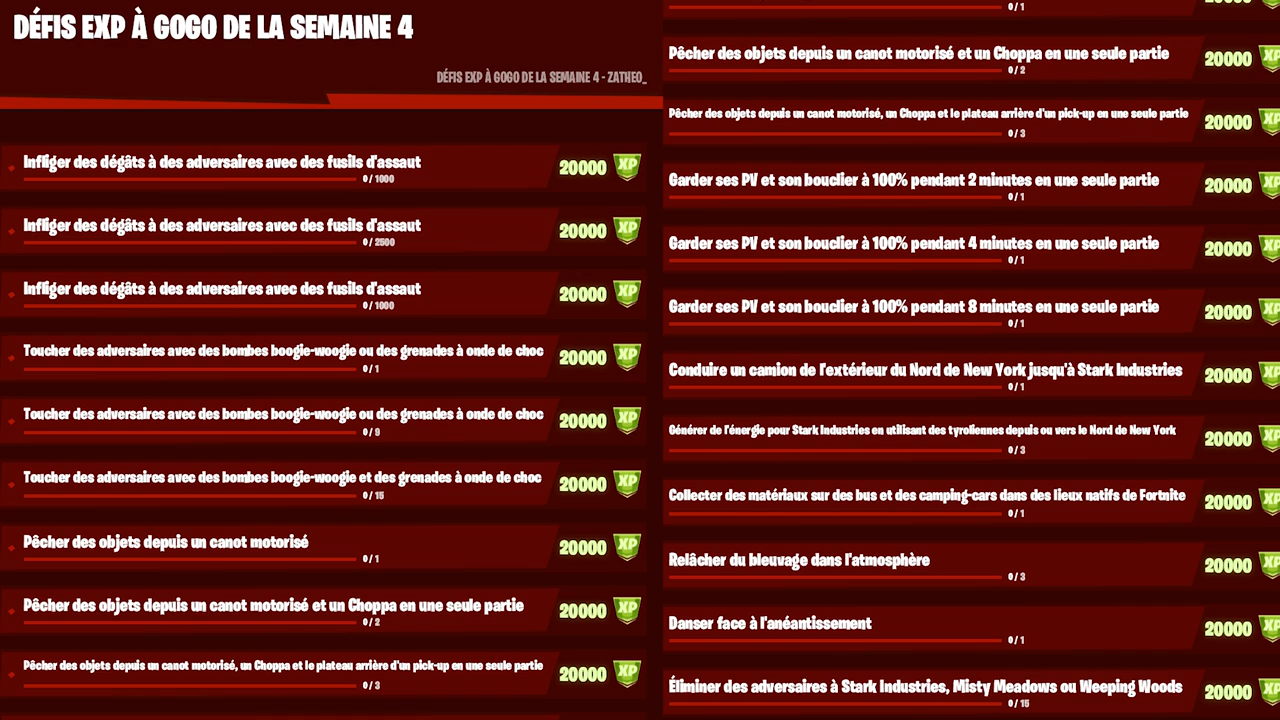 DÉFIS EXP À GOGO DE LA SEMAINE 4
DÉFIS EXP À GOGO DE LA SEMAINE 4 - ZATHEO_
Infliger des dégâts à des adversaires avec des fusils d'assaut
0 / 1000
20000 XP
Infliger des dégâts à des adversaires avec des fusils d'assaut
0 / 2500
20000 XP
Infliger des dégâts à des adversaires avec des fusils d'assaut
0 / 1000
20000 XP
Toucher des adversaires avec des bombes boogie-woogie ou des grenades à onde de choc
0 / 1
20000 XP
Toucher des adversaires avec des bombes boogie-woogie ou des grenades à onde de choc
0 / 9
20000 XP
Toucher des adversaires avec des bombes boogie-woogie et des grenades à onde de choc
0 / 15
20000 XP
Pêcher des objets depuis un canot motorisé
0 / 1
20000 XP
Pêcher des objets depuis un canot motorisé et un Choppa en une seule partie
0 / 2
20000 XP
Pêcher des objets depuis un canot motorisé, un Choppa et le plateau arrière d'un pick-up en une seule partie
0 / 3
20000 XP
0 / 1
Pêcher des objets depuis un canot motorisé et un Choppa en une seule partie
0 / 2
20000
Pêcher des objets depuis un canot motorisé, un Choppa et le plateau arrière d'un pick-up en une seule partie
0 / 3
20000
Garder ses PV et son bouclier à 100% pendant 2 minutes en une seule partie
0 / 1
20000
Garder ses PV et son bouclier à 100% pendant 4 minutes en une seule partie
0 / 1
20000
Garder ses PV et son bouclier à 100% pendant 8 minutes en une seule partie
0 / 1
20000
Conduire un camion de l'extérieur du Nord de New York jusqu'à Stark Industries
0 / 1
20000
Générer de l'énergie pour Stark Industries en utilisant des tyroliennes depuis ou vers le Nord de New York
0 / 3
20000
Collecter des matériaux sur des bus et des camping-cars dans des lieux natifs de Fortnite
0 / 1
20000
Relâcher du bleuvage dans l'atmosphère
0 / 3
20000
Danser face à l'anéantissement
0 / 1
20000
Éliminer des adversaires à Stark Industries, Misty Meadows ou Weeping Woods
0 / 15
20000